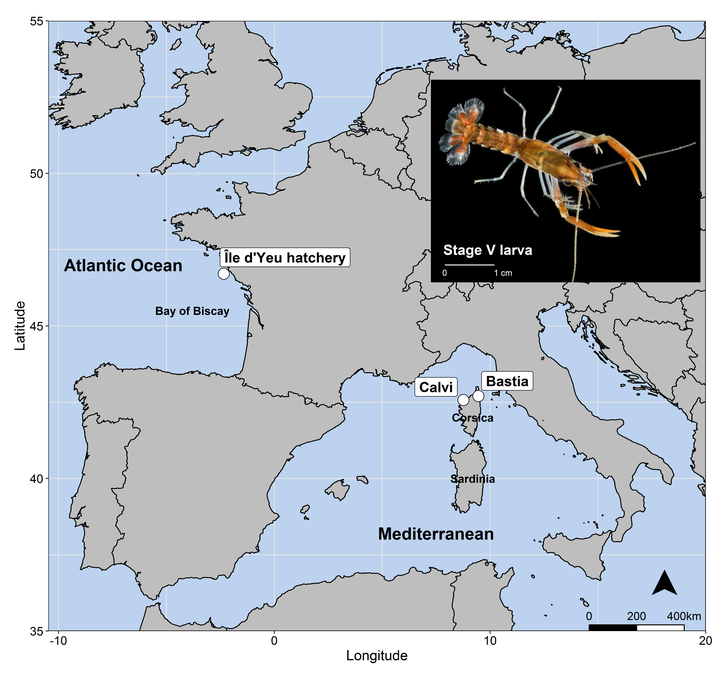 55
50
45
40
35
Latitude
-10
0
10
20
Longitude
Atlantic Ocean
Île d'Yeu hatchery
Bay of Biscay
Stage V larva
0 1 cm
Calvi
Bastia
Corsica
Sardinia
Mediterranean
0 200 400km